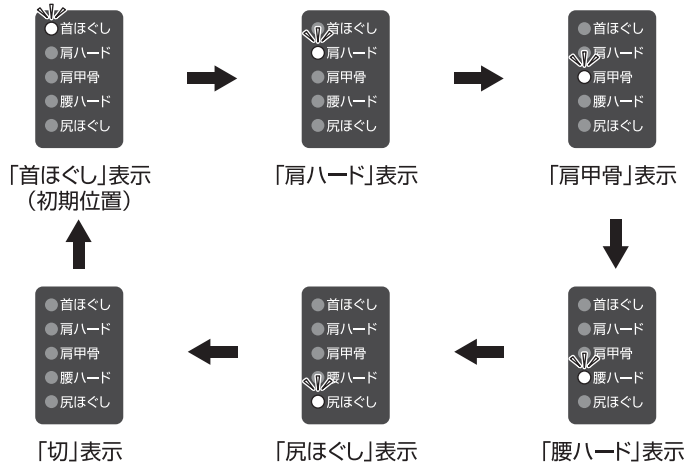 首ほぐし
肩ハード
肩甲骨
腰ハード
尻ほぐし
「首ほぐし」表示
(初期位置)
首ほぐし
肩ハード
肩甲骨
腰ハード
尻ほぐし
「肩ハード」表示
首ほぐし
肩ハード
肩甲骨
腰ハード
尻ほぐし
「肩甲骨」表示
首ほぐし
肩ハード
肩甲骨
腰ハード
尻ほぐし
「切」表示
首ほぐし
肩ハード
肩甲骨
腰ハード
尻ほぐし
「尻ほぐし」表示
首ほぐし
肩ハード
肩甲骨
腰ハード
尻ほぐし
「腰ハード」表示